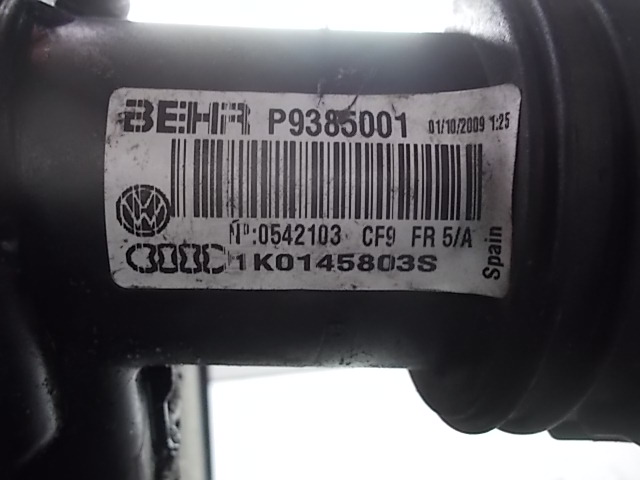 BEHR P9385001 01/10/2009 1:25
Nº:0542103 CF9 FR 5/A
1K0145803S
Spain